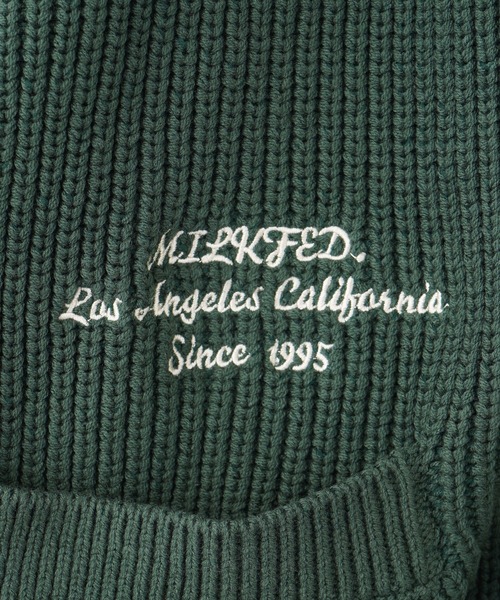 MILKFED.
Los Angeles California
Since 1995